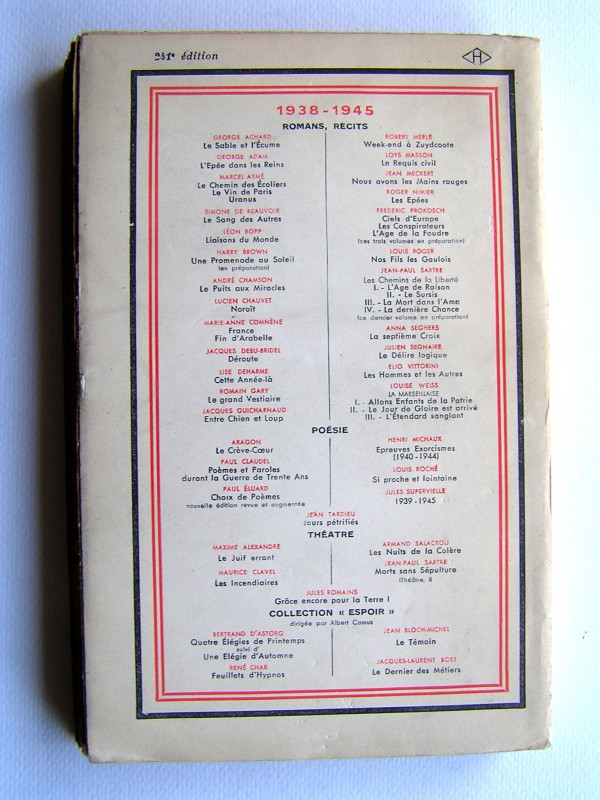 241e édition
H
1938-1945
ROMANS, RÉCITS
GEORGE ACHARD
Le Sable et l'Écume
GEORGE ADAM
L'Epée dans les Reins
MARCEL AYMÉ
Le Chemin des Écoliers
Le Vin de Paris
Uranus
SIMONE DE BEAUVOIR
Le Sang des Autres
LÉON BOPP
Liaisons du Monde
HARRY BROWN
Une Promenade au Soleil
(en préparation)
ANDRÉ CHAMSON
Le Puits aux Miracles
LUCIEN CHAUVET
Noroît
MARIE-ANNE COMNÈNE
France
Fin d'Arabelle
JACQUES DEBU-BRIDEL
Déroute
LISE DEHARME
Cette Année-là
ROMAIN GARY
Le grand Vestiaire
JACQUES GUICHARNAUD
Entre Chien et Loup
ROBERT MERLE
Week-end à Zuydcoote
LOYS MASSON
Le Requis civil
JEAN MECKERT
Nous avons les Mains rouges
ROGER NIMIER
Les Epées
FREDERIC PROKOSCH
Ciels d'Europe
Les Conspirateurs
L'Age de la Foudre
(ces trois volumes en préparation)
LOUIS ROGER
Nos Fils les Gaulois
JEAN-PAUL SARTRE
Les Chemins de la Liberté
I. - L'Age de Raison
II. - Le Sursis
III. - La Mort dans l'Ame
IV. - La dernière Chance
(ce dernier volume en préparation)
ANNA SEGHERS
La septième Croix
JULIEN SEGNAIRE
Le Délire logique
ELIO VITTORINI
Les Hommes et les Autres
LOUISE WEISS
LA MARSEILLAISE
I. - Allons Enfants de la Patrie
II. - Le Jour de Gloire est arrivé
III. - L'Étendard sanglant
POÉSIE
ARAGON
Le Crève-Cœur
PAUL CLAUDEL
Poèmes et Paroles
durant la Guerre de Trente Ans
PAUL ÉLUARD
Choix de Poèmes
nouvelle édition revue et augmentée
HENRI MICHAUX
Epreuves Exorcismes
(1940-1944)
LOUIS ROCHÉ
Si proche et lointaine
JULES SUPERVIELLE
1939-1945
JEAN TARDIEU
Jours pétrifiés
THÉATRE
MAXIME ALEXANDRE
Le Juif errant
MAURICE CLAVEL
Les Incendiaires
ARMAND SALACROU
Les Nuits de la Colère
JEAN-PAUL SARTRE
Morts sans Sépulture
JULES ROMAINS
Grâce encore pour la Terre !
COLLECTION « ESPOIR »
dirigée par Albert Camus
BERTRAND D'ASTORG
Quatre Élégies de Printemps
suivi d'
Une Elégie d'Automne
RENÉ CHAR
Feuillets d'Hypnos
JEAN BLOCH-MICHEL
Le Témoin
JACQUES-LAURENT BOST
Le Dernier des Métiers